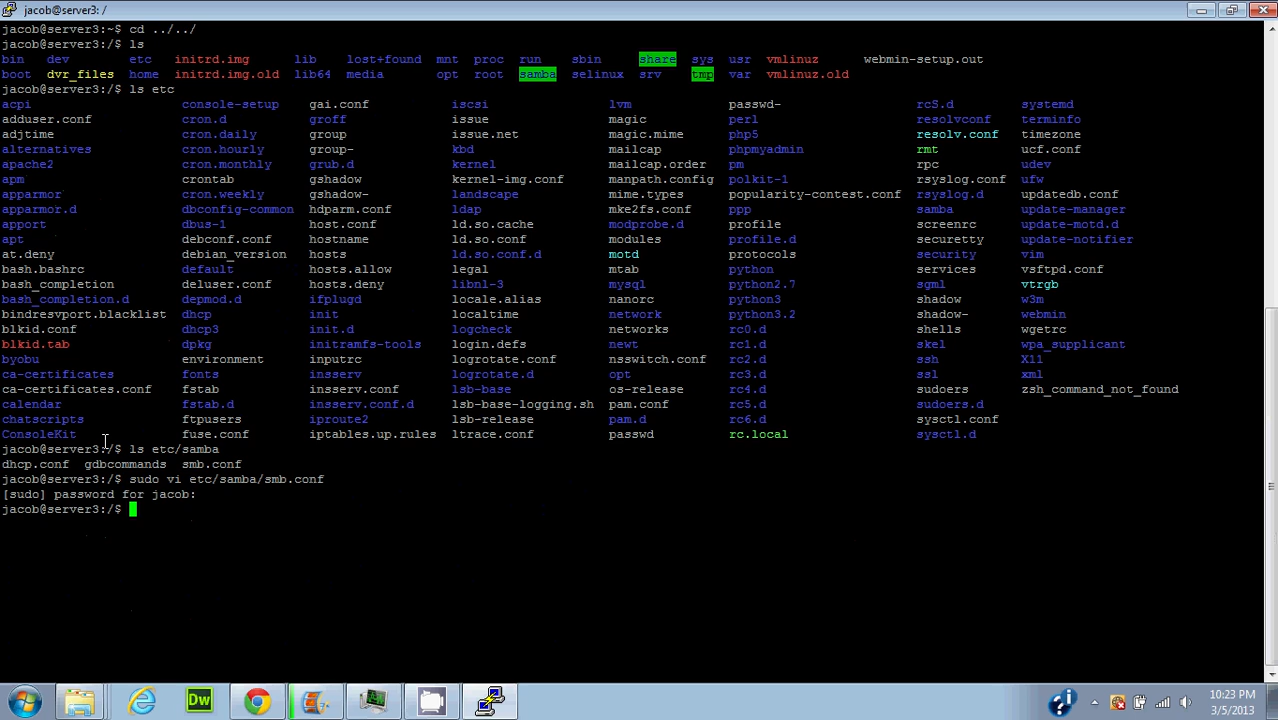 jacob@server3: /
jacob@server3:~$ cd ../../
jacob@server3:/$ ls
bin dev etc initrd.img lib lost+found mnt proc run sbin share sys usr vmlinuz webmin-setup.out
boot dvr_files home initrd.img.old lib64 media opt root samba selinux srv tmp var vmlinuz.old
jacob@server3:/$ ls etc
acpi console-setup gai.conf iscsi lvm passwd- rcS.d systemd
adduser.conf cron.d groff issue magic perl resolvconf terminfo
adjtime cron.daily group issue.net magic.mime php5 resolv.conf timezone
alternatives cron.hourly group- kbd mailcap phpmyadmin rmt ucf.conf
apache2 cron.monthly grub.d kernel mailcap.order pm rpc udev
apm crontab gshadow kernel-img.conf manpath.config polkit-1 rsyslog.conf ufw
apparmor cron.weekly gshadow- landscape mime.types popularity-contest.conf rsyslog.d updatedb.conf
apparmor.d dbconfig-common hdparm.conf ldap mke2fs.conf ppp samba update-manager
apport dbus-1 host.conf ld.so.cache modprobe.d profile screenrc update-motd.d
apt debconf.conf hostname ld.so.conf modules profile.d securetty update-notifier
at.deny debian_version hosts ld.so.conf.d motd protocols security vim
bash.bashrc default hosts.allow legal mtab python services vsftpd.conf
bash_completion deluser.conf hosts.deny libnl-3 mysql python2.7 sgml vtrgb
bash_completion.d depmod.d ifplugd locale.alias nanorc python3 shadow w3m
bindresvport.blacklist dhcp init localtime network python3.2 shadow- webmin
blkid.conf dhcp3 init.d logcheck networks rc0.d shells wgetrc
blkid.tab dpkg initramfs-tools login.defs newt rc1.d skel wpa_supplicant
byobu environment inputrc logrotate.conf nsswitch.conf rc2.d ssh X11
ca-certificates fonts insserv logrotate.d opt rc3.d ssl xml
ca-certificates.conf fstab insserv.conf lsb-base os-release rc4.d sudoers zsh_command_not_found
calendar fstab.d insserv.conf.d lsb-base-logging.sh pam.conf rc5.d sudoers.d
chatscripts ftpusers iproute2 lsb-release pam.d rc6.d sysctl.conf
ConsoleKit fuse.conf iptables.up.rules ltrace.conf passwd rc.local sysctl.d
jacob@server3:/$ ls etc/samba
dhcp.conf gdbcommands smb.conf
jacob@server3:/$ sudo vi etc/samba/smb.conf
[sudo] password for jacob:
jacob@server3:/$
Dw
10:23 PM
3/5/2013